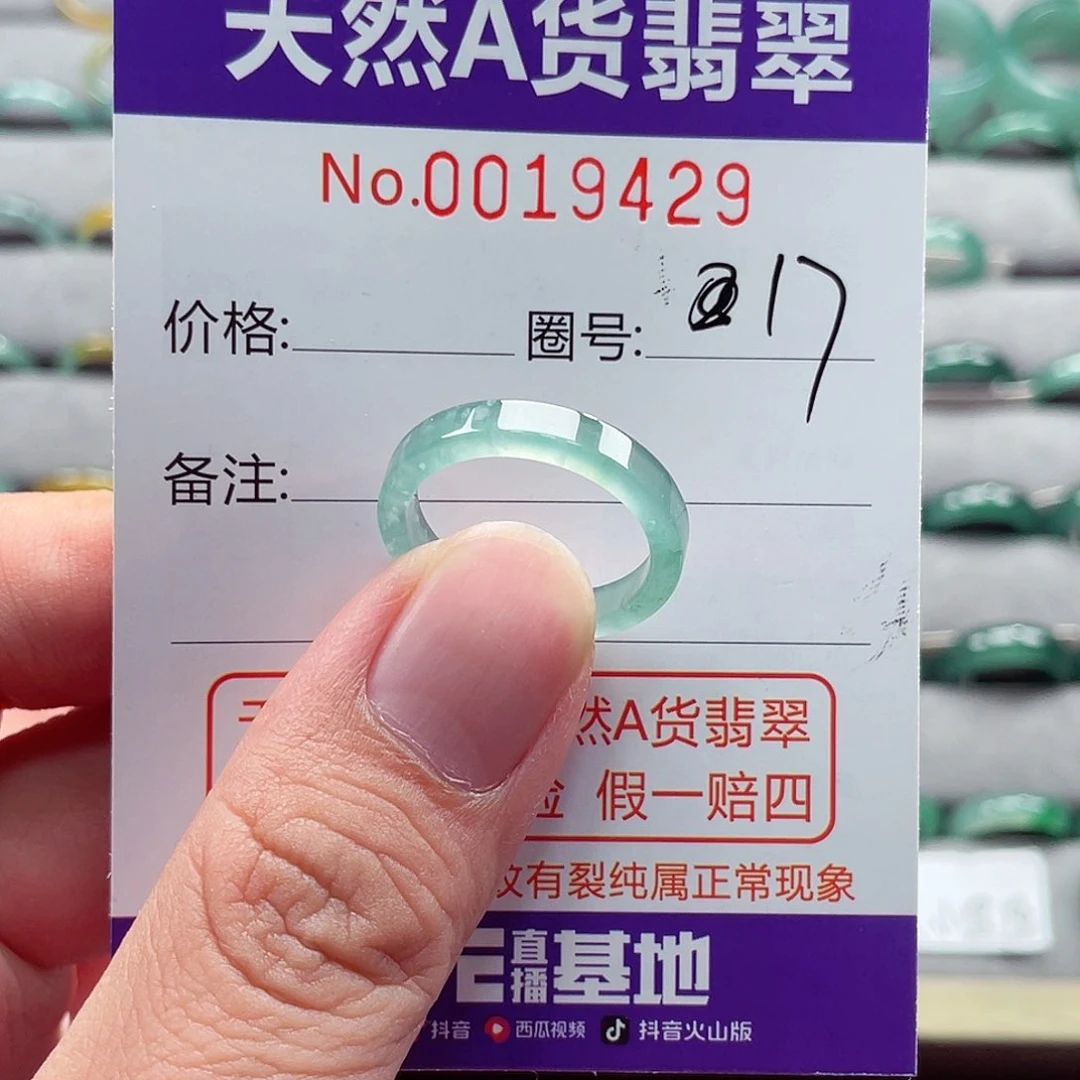 天然A货翡翠
No.0019429
价格: 圈号: 17
备注:
然A货翡翠
假一赔四
有裂纯属正常现象
直播基地
抖音 西瓜视频 抖音火山版